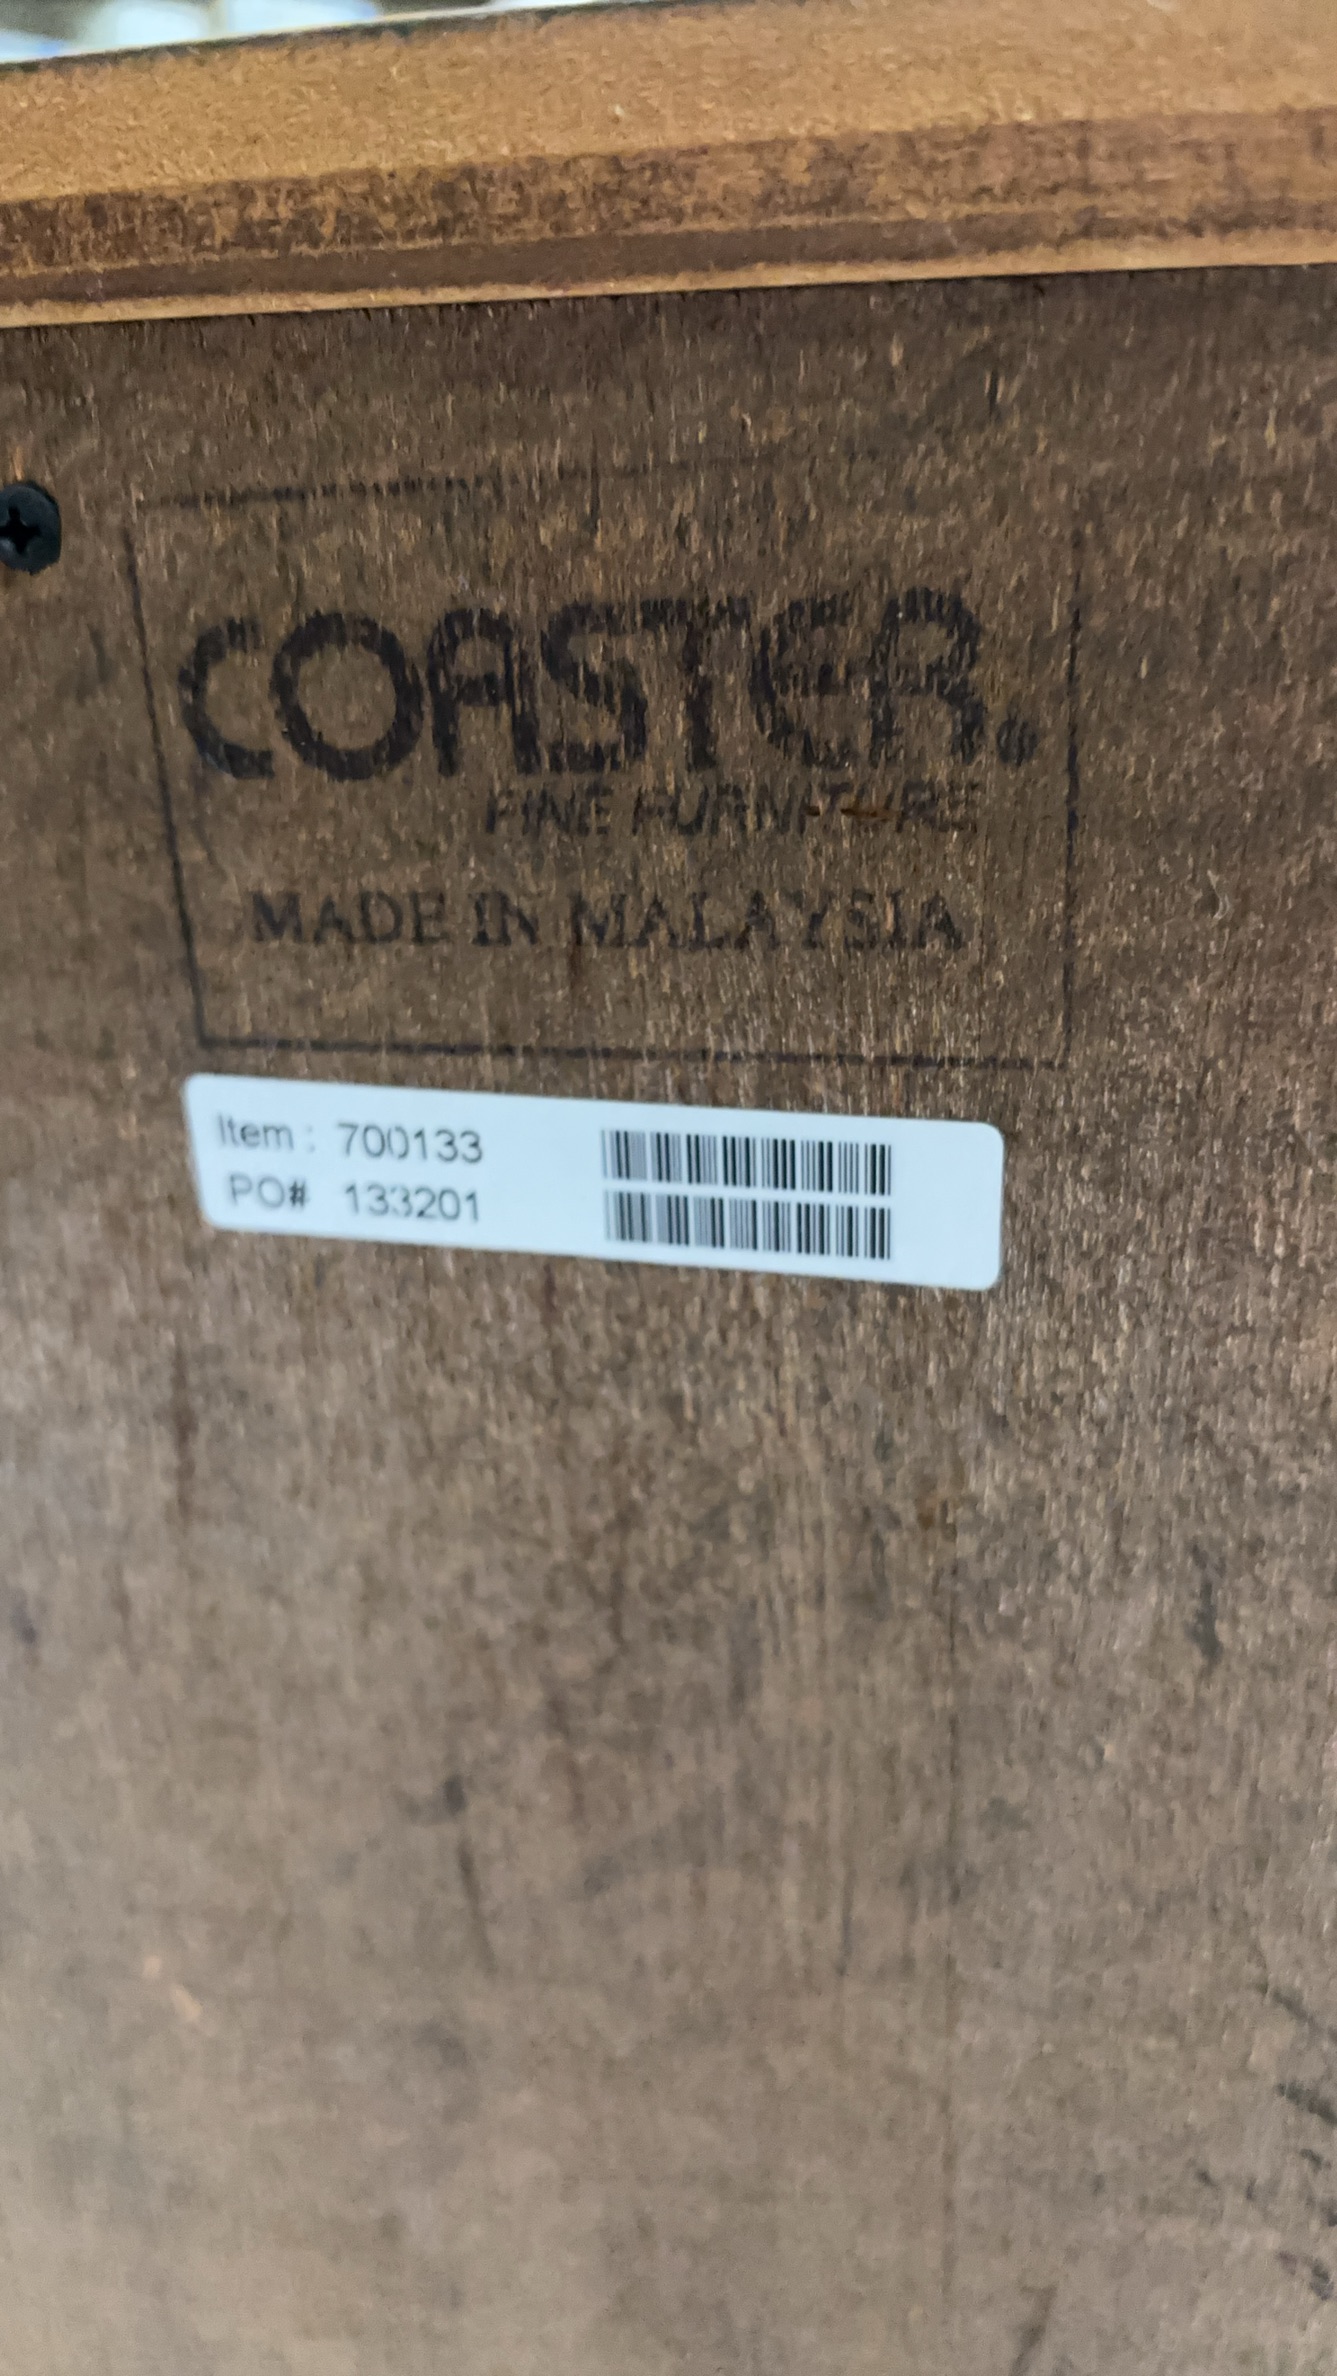 COASTER®
FINE FURNITURE
MADE IN MALAYSIA
Item : 700133
PO# 133201